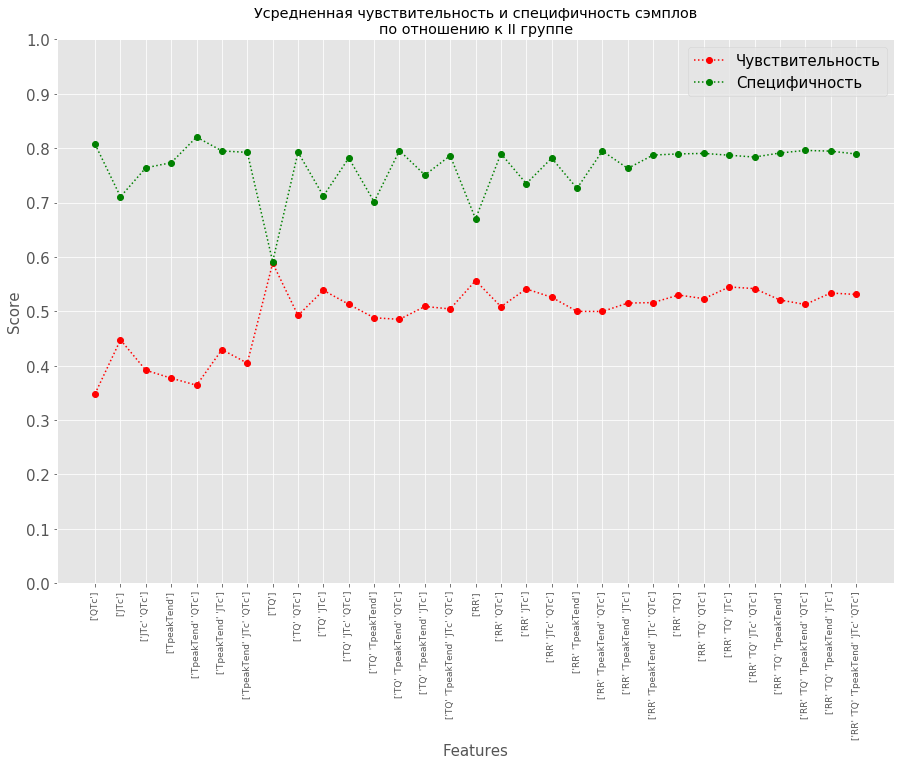 Усредненная чувствительность и специфичность сэмплов
по отношению к II группе
Чувствительность
Специфичность
1.0
0.9
0.8
0.7
0.6
0.5
0.4
0.3
0.2
0.1
0.0
Score
['QTc']
['JTc']
['JTc' 'QTc']
['TpeakTend']
['TpeakTend' 'QTc']
['TpeakTend' 'JTc']
['TpeakTend' 'JTc' 'QTc']
['TQ']
['TQ' 'QTc']
['TQ' 'JTc']
['TQ' 'JTc' 'QTc']
['TQ' 'TpeakTend']
['TQ' 'TpeakTend' 'QTc']
['TQ' 'TpeakTend' 'JTc']
['TQ' 'TpeakTend' 'JTc' 'QTc']
['RR']
['RR' 'QTc']
['RR' 'JTc']
['RR' 'JTc' 'QTc']
['RR' 'TpeakTend']
['RR' 'TpeakTend' 'QTc']
['RR' 'TpeakTend' 'JTc']
['RR' 'TpeakTend' 'JTc' 'QTc']
['RR' 'TQ']
['RR' 'TQ' 'QTc']
['RR' 'TQ' 'JTc']
['RR' 'TQ' 'JTc' 'QTc']
['RR' 'TQ' 'TpeakTend']
['RR' 'TQ' 'TpeakTend' 'QTc']
['RR' 'TQ' 'TpeakTend' 'JTc']
['RR' 'TQ' 'TpeakTend' 'JTc' 'QTc']
Features